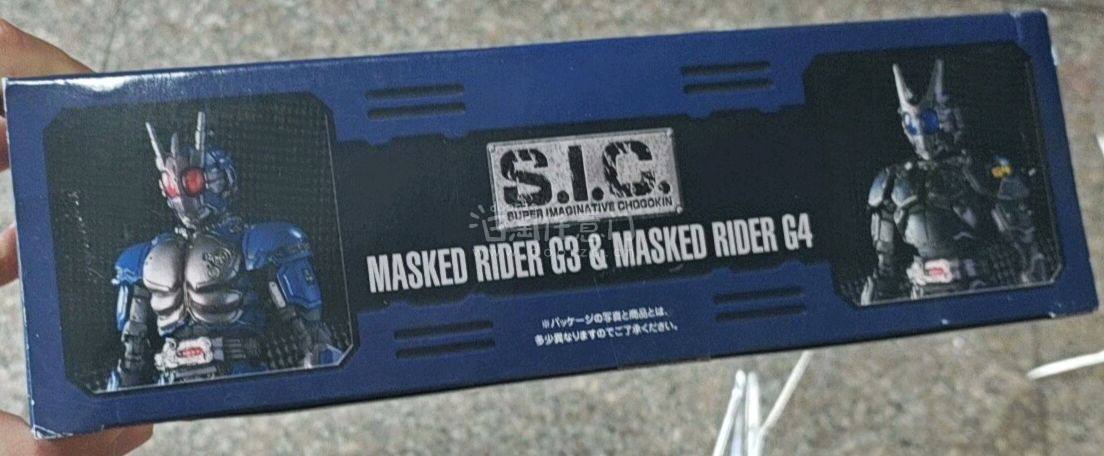 S.I.C.
SUPER IMAGINATIVE CHOGOKIN
MASKED RIDER G3 & MASKED RIDER G4
※パッケージの写真と商品とは、
多少異なりますのでご了承ください。